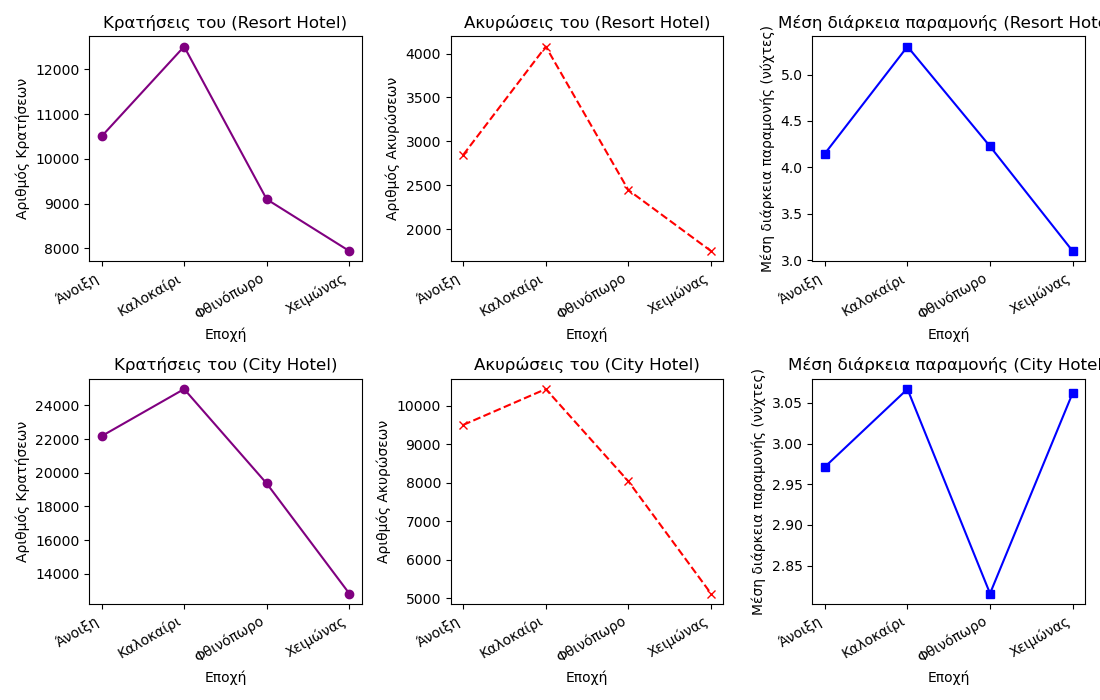 Κρατήσεις του (Resort Hotel)
Αριθμός Κρατήσεων
12000
11000
10000
9000
8000
Άνοιξη
Καλοκαίρι
Φθινόπωρο
Χειμώνας
Εποχή
Ακυρώσεις του (Resort Hotel)
Αριθμός Ακυρώσεων
4000
3500
3000
2500
2000
Άνοιξη
Καλοκαίρι
Φθινόπωρο
Χειμώνας
Εποχή
Μέση διάρκεια παραμονής (Resort Hote
Μέση διάρκεια παραμονής (νύχτες)
5.0
4.5
4.0
3.5
3.0
Άνοιξη
Καλοκαίρι
Φθινόπωρο
Χειμώνας
Εποχή
Κρατήσεις του (City Hotel)
Αριθμός Κρατήσεων
24000
22000
20000
18000
16000
14000
Άνοιξη
Καλοκαίρι
Φθινόπωρο
Χειμώνας
Εποχή
Ακυρώσεις του (City Hotel)
Αριθμός Ακυρώσεων
10000
9000
8000
7000
6000
5000
Άνοιξη
Καλοκαίρι
Φθινόπωρο
Χειμώνας
Εποχή
Μέση διάρκεια παραμονής (City Hotel
Μέση διάρκεια παραμονής (νύχτες)
3.05
3.00
2.95
2.90
2.85
Άνοιξη
Καλοκαίρι
Φθινόπωρο
Χειμώνας
Εποχή